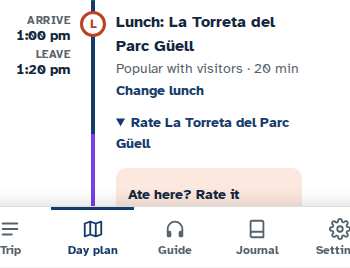 ARRIVE
1:00 pm
LEAVE
1:20 pm
L
Lunch: La Torreta del
Parc Güell
Popular with visitors · 20 min
Change lunch
▼ Rate La Torreta del Parc
Güell
Ate here? Rate it
Trip
Day plan
Guide
Journal
Settin